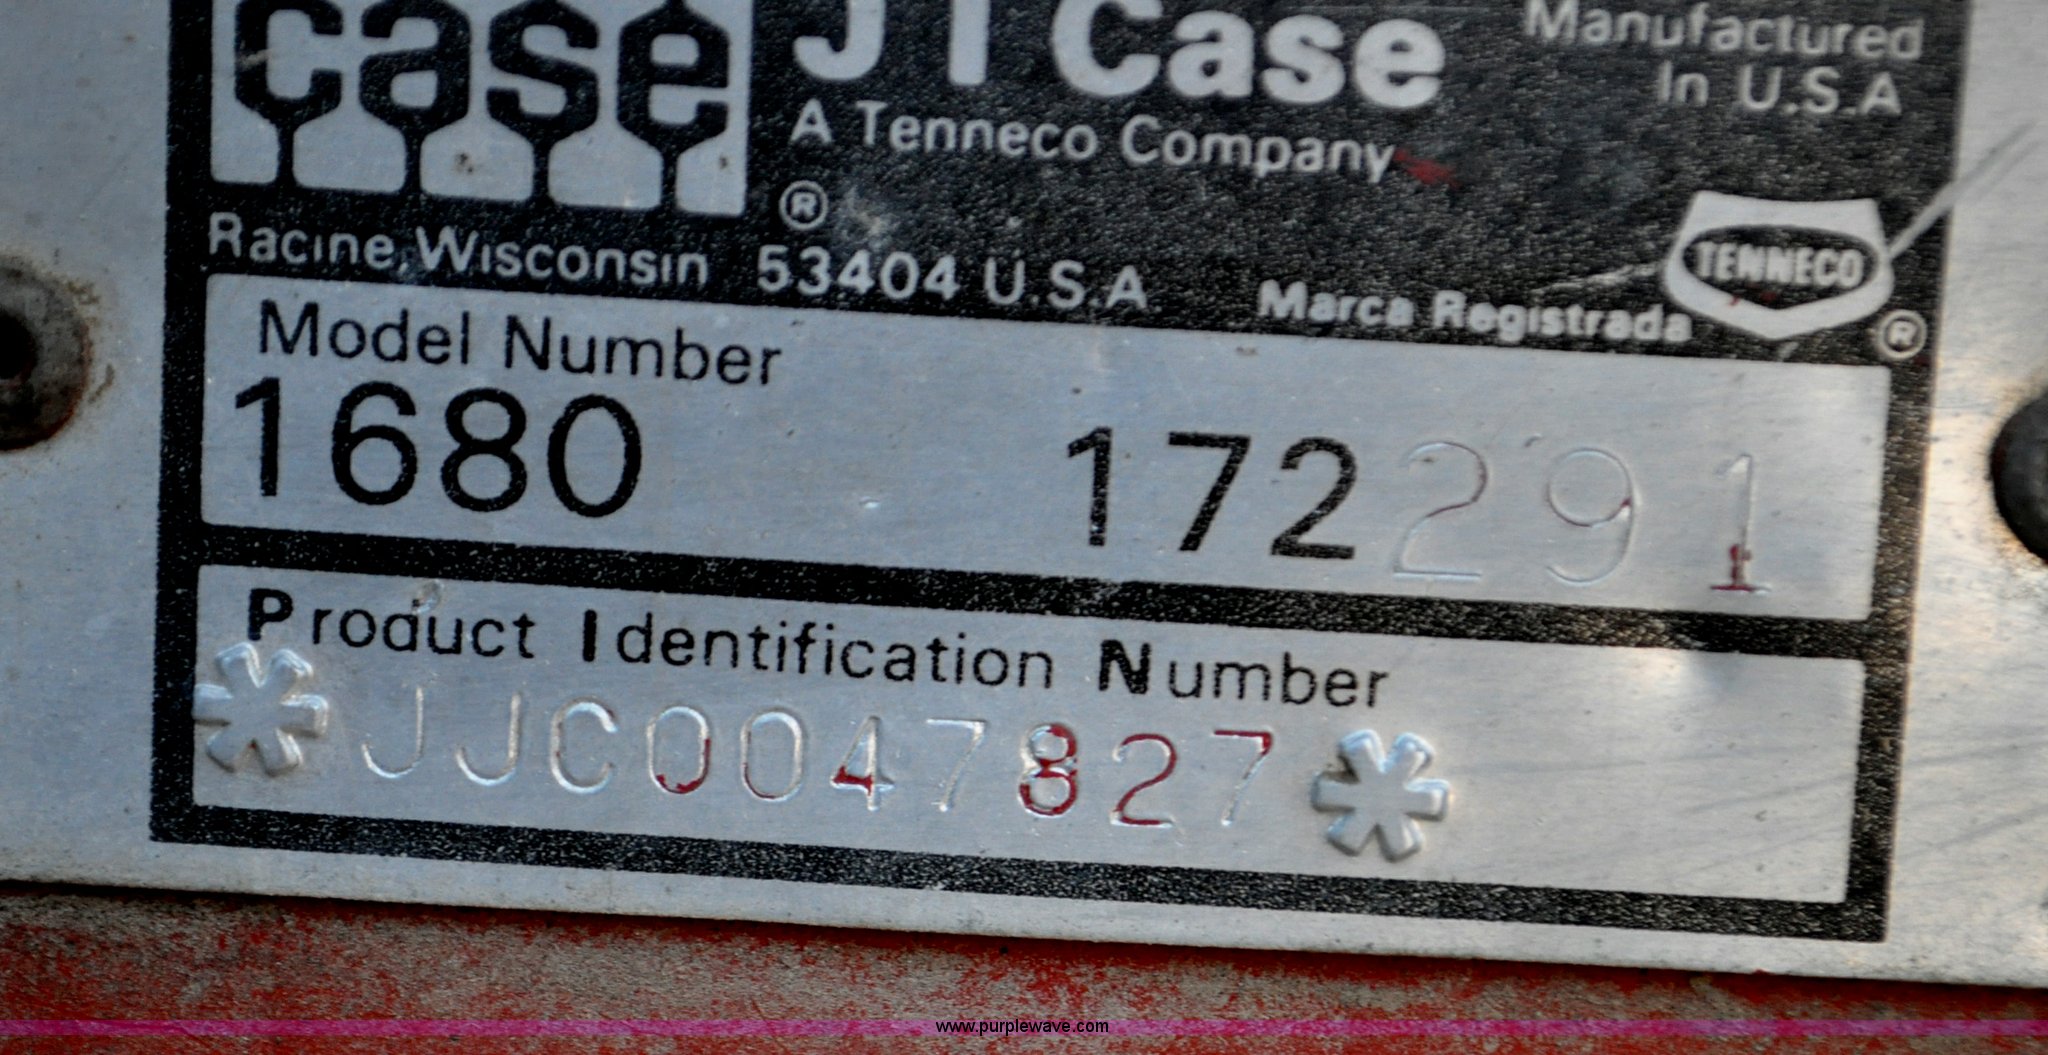 case
J I Case
Manufactured
In U.S.A
A Tenneco Company
®
Racine, Wisconsin 53404 U.S.A.
Marca Registrada
TENNECO
®
Model Number
1680 172291
Product Identification Number
*JJC0047827*
www.purplewave.com